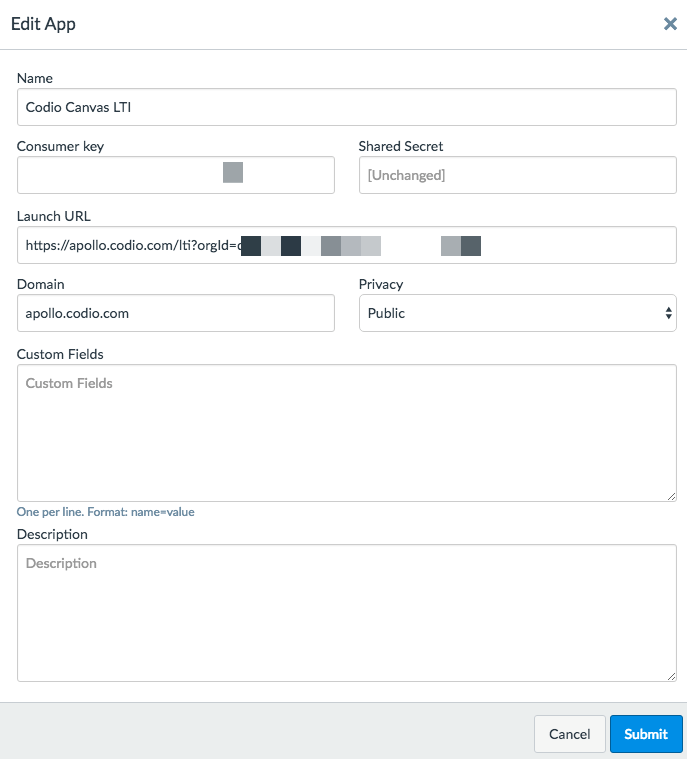 Edit App
Name
Codio Canvas LTI
Consumer key
Shared Secret
[Unchanged]
Launch URL
https://apollo.codio.com/lti?orgId=
Domain
apollo.codio.com
Privacy
Public
Custom Fields
Custom Fields
One per line. Format: name=value
Description
Description
Cancel
Submit